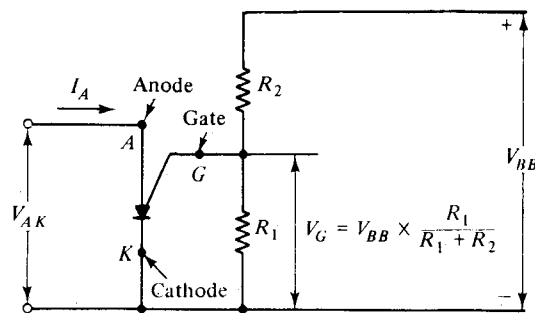 +
I_A
Anode
R_2
Gate
A
G
V_BB
V_AK
K
R_1
V_G = V_BB × R_1 / R_1 + R_2
Cathode
−